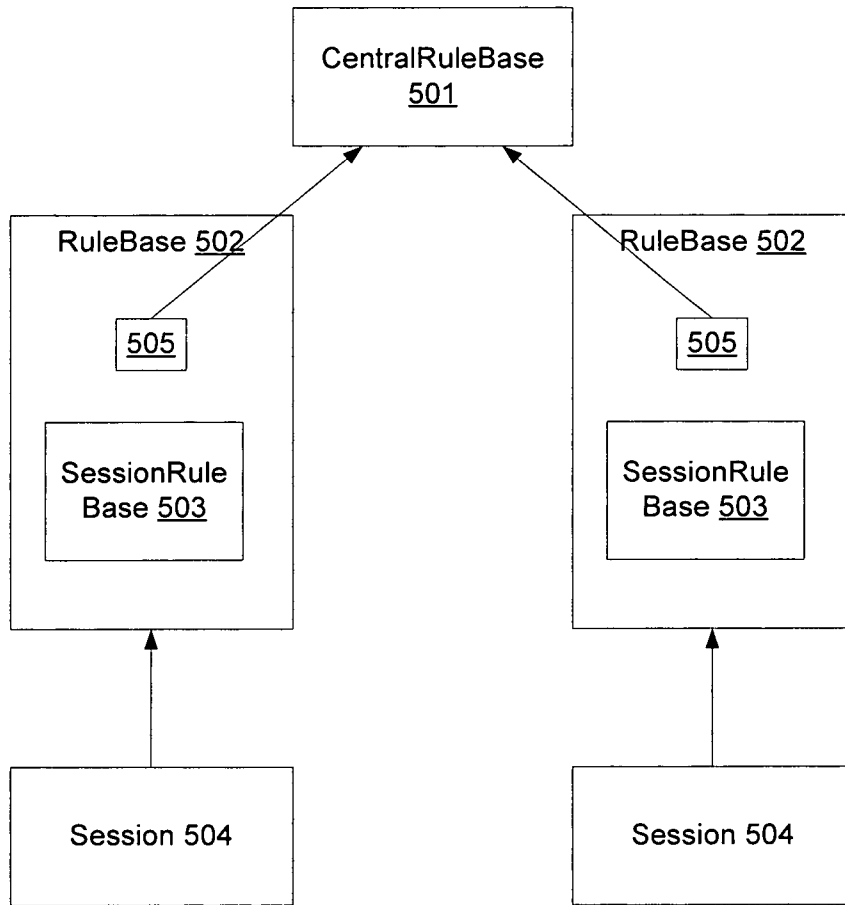 CentralRuleBase
501
RuleBase 502
RuleBase 502
505
505
SessionRule
Base 503
SessionRule
Base 503
Session 504
Session 504